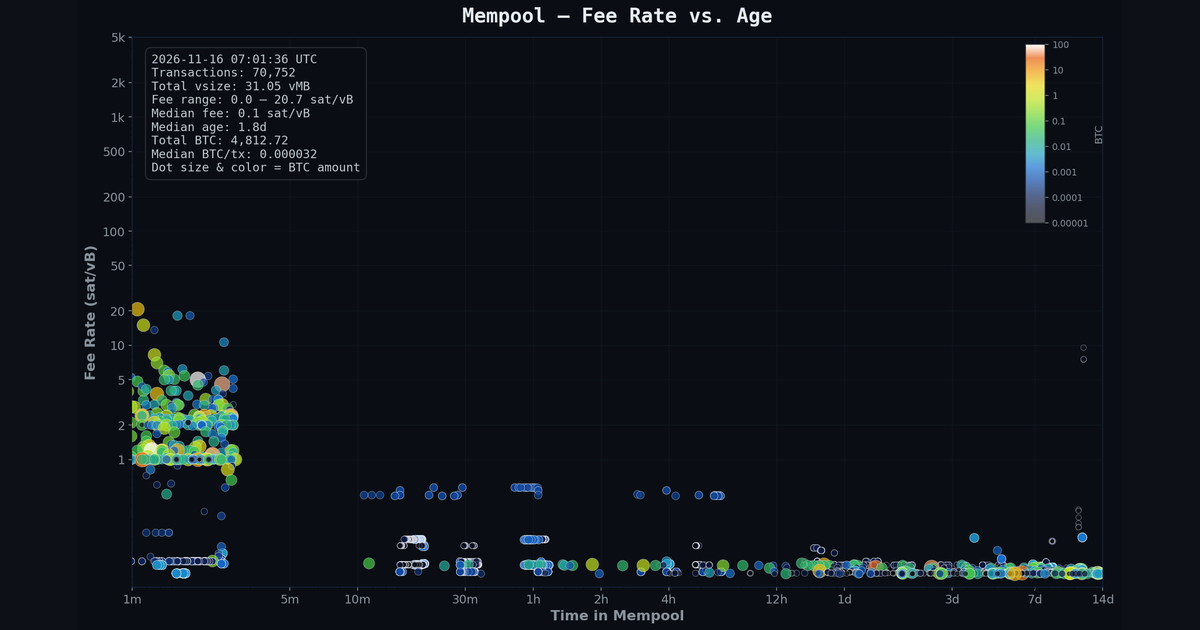 Mempool — Fee Rate vs. Age
2026-11-16 07:01:36 UTC
Transactions: 70,752
Total vsize: 31.05 vMB
Fee range: 0.0 – 20.7 sat/vB
Median fee: 0.1 sat/vB
Median age: 1.8d
Total BTC: 4,812.72
Median BTC/tx: 0.000032
Dot size & color = BTC amount
5k
2k
1k
500
200
100
50
20
10
5
2
1
Fee Rate (sat/vB)
100
10
1
0.1
0.01
0.001
0.0001
0.00001
BTC
1m
5m
10m
30m
1h
2h
4h
12h
1d
3d
7d
14d
Time in Mempool